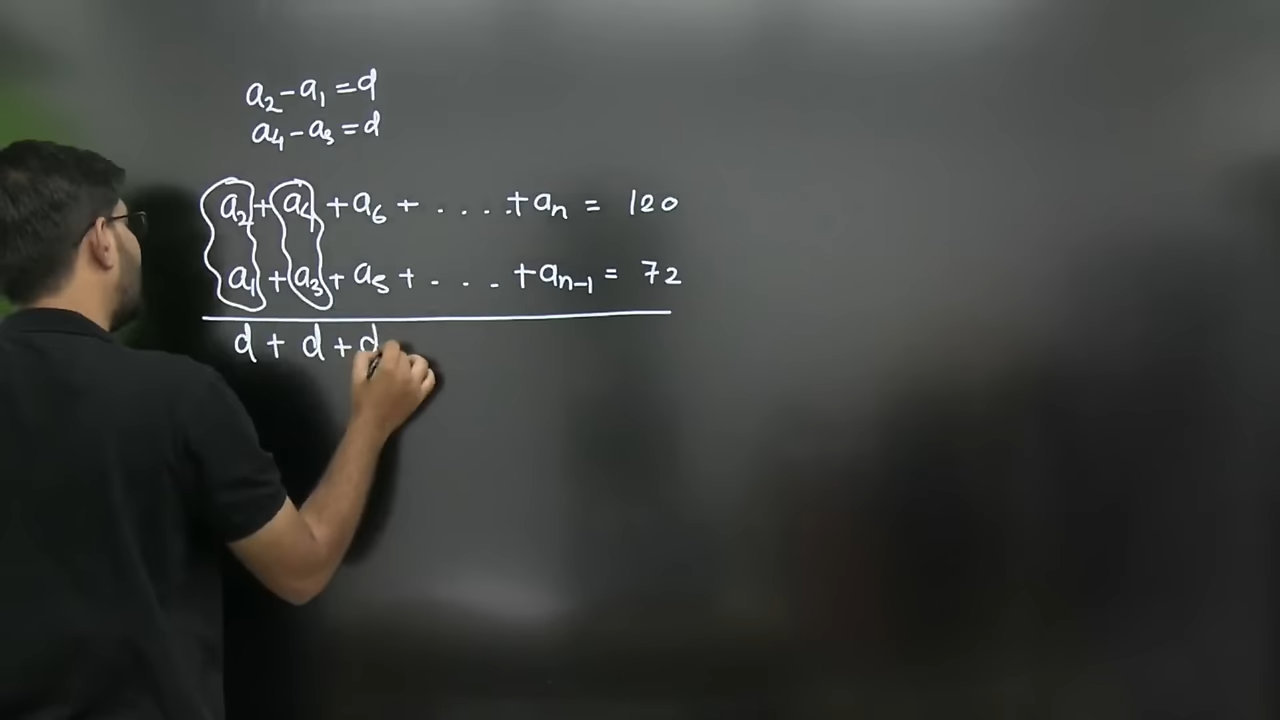 a₂-a₁=d
a₄-a₃=d
a₂+a₄+a₆+....+aₙ = 120
a₁+a₃+a₅+....+aₙ₋₁ = 72
d+d+d